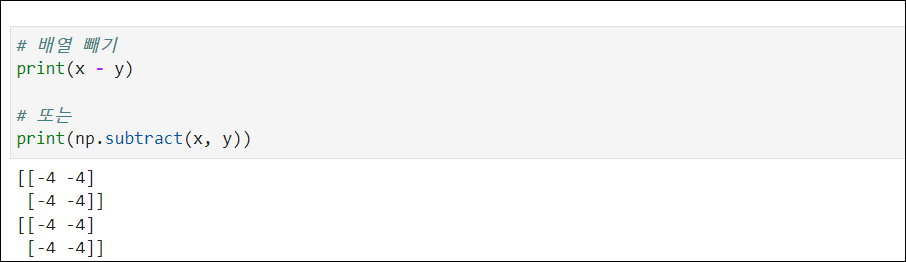 # 배열 빼기
print(x - y)
# 또는
print(np.subtract(x, y))
[[-4 -4]
 [-4 -4]]
[[-4 -4]
 [-4 -4]]